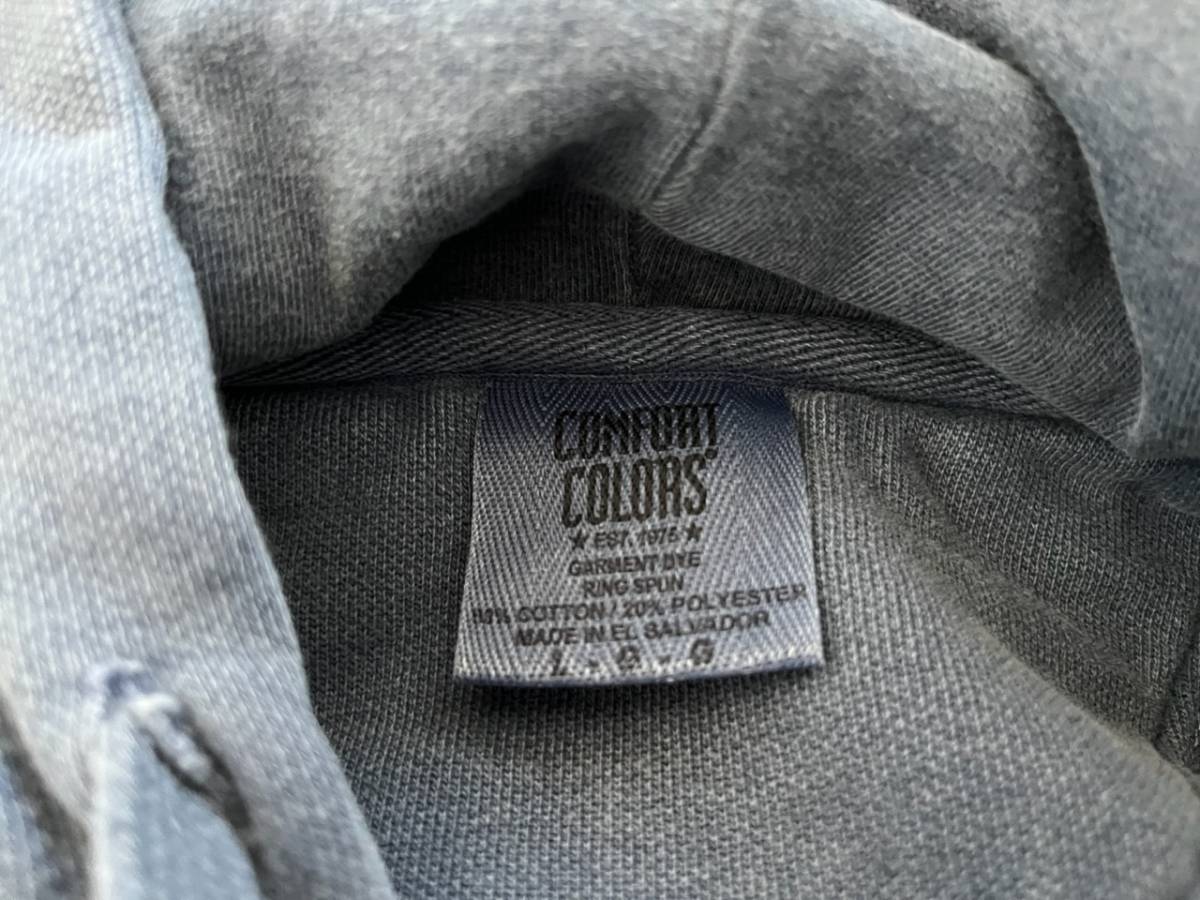 COMFORT
COLORS®
★ EST. 1975 ★
GARMENT DYE
RING SPUN
COTTON / 20% POLYESTER
MADE IN EL SALVADOR
L - G - G